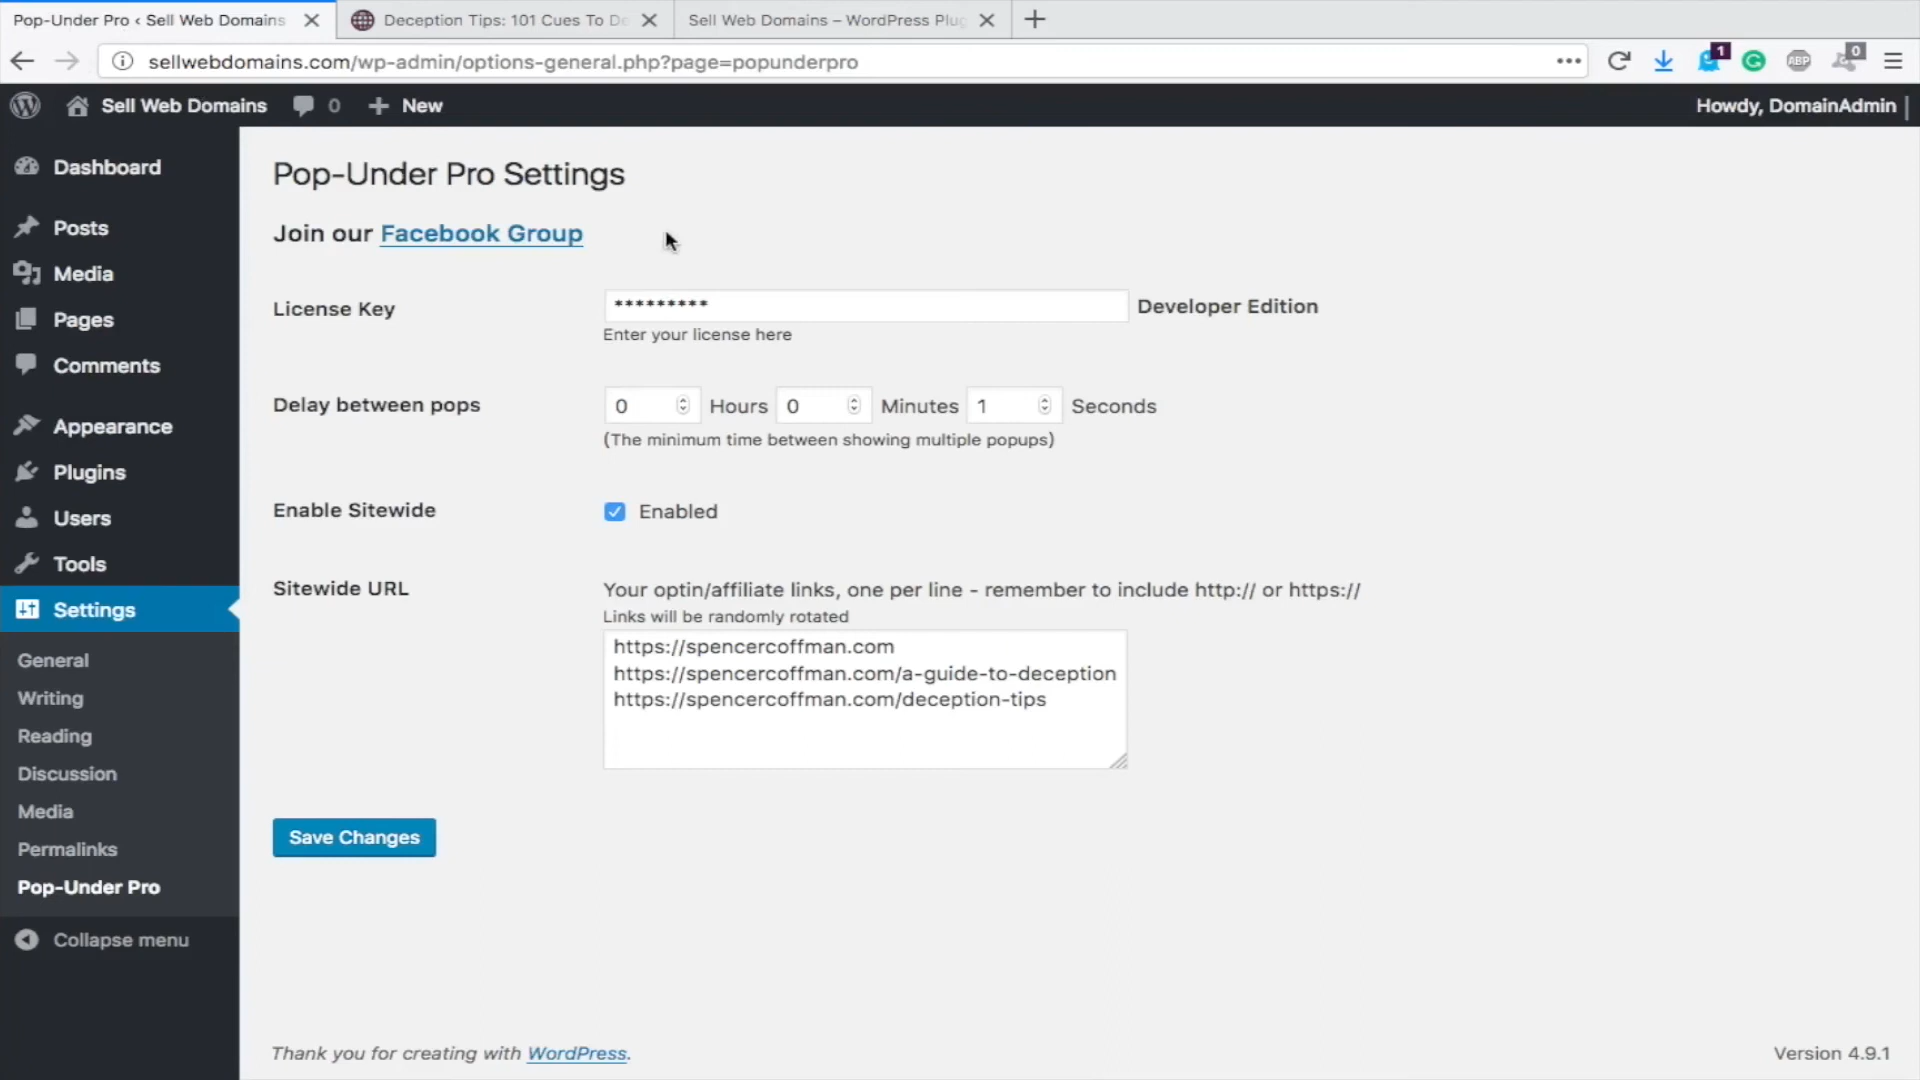 Pop-Under Pro ‹ Sell Web Domains
Deception Tips: 101 Cues To De
Sell Web Domains – WordPress Plug
sellwebdomains.com/wp-admin/options-general.php?page=popunderpro
1
ABP
0
Sell Web Domains
0
New
Howdy, DomainAdmin
Dashboard
Posts
Media
Pages
Comments
Appearance
Plugins
Users
Tools
Settings
General
Writing
Reading
Discussion
Media
Permalinks
Pop-Under Pro
Collapse menu
Pop-Under Pro Settings
Join our Facebook Group
License Key
********* Developer Edition
Enter your license here
Delay between pops
0 Hours 0 Minutes 1 Seconds
(The minimum time between showing multiple popups)
Enable Sitewide
Enabled
Sitewide URL
Your optin/affiliate links, one per line - remember to include http:// or https://
Links will be randomly rotated
https://spencercoffman.com
https://spencercoffman.com/a-guide-to-deception
https://spencercoffman.com/deception-tips
Save Changes
Thank you for creating with WordPress.
Version 4.9.1